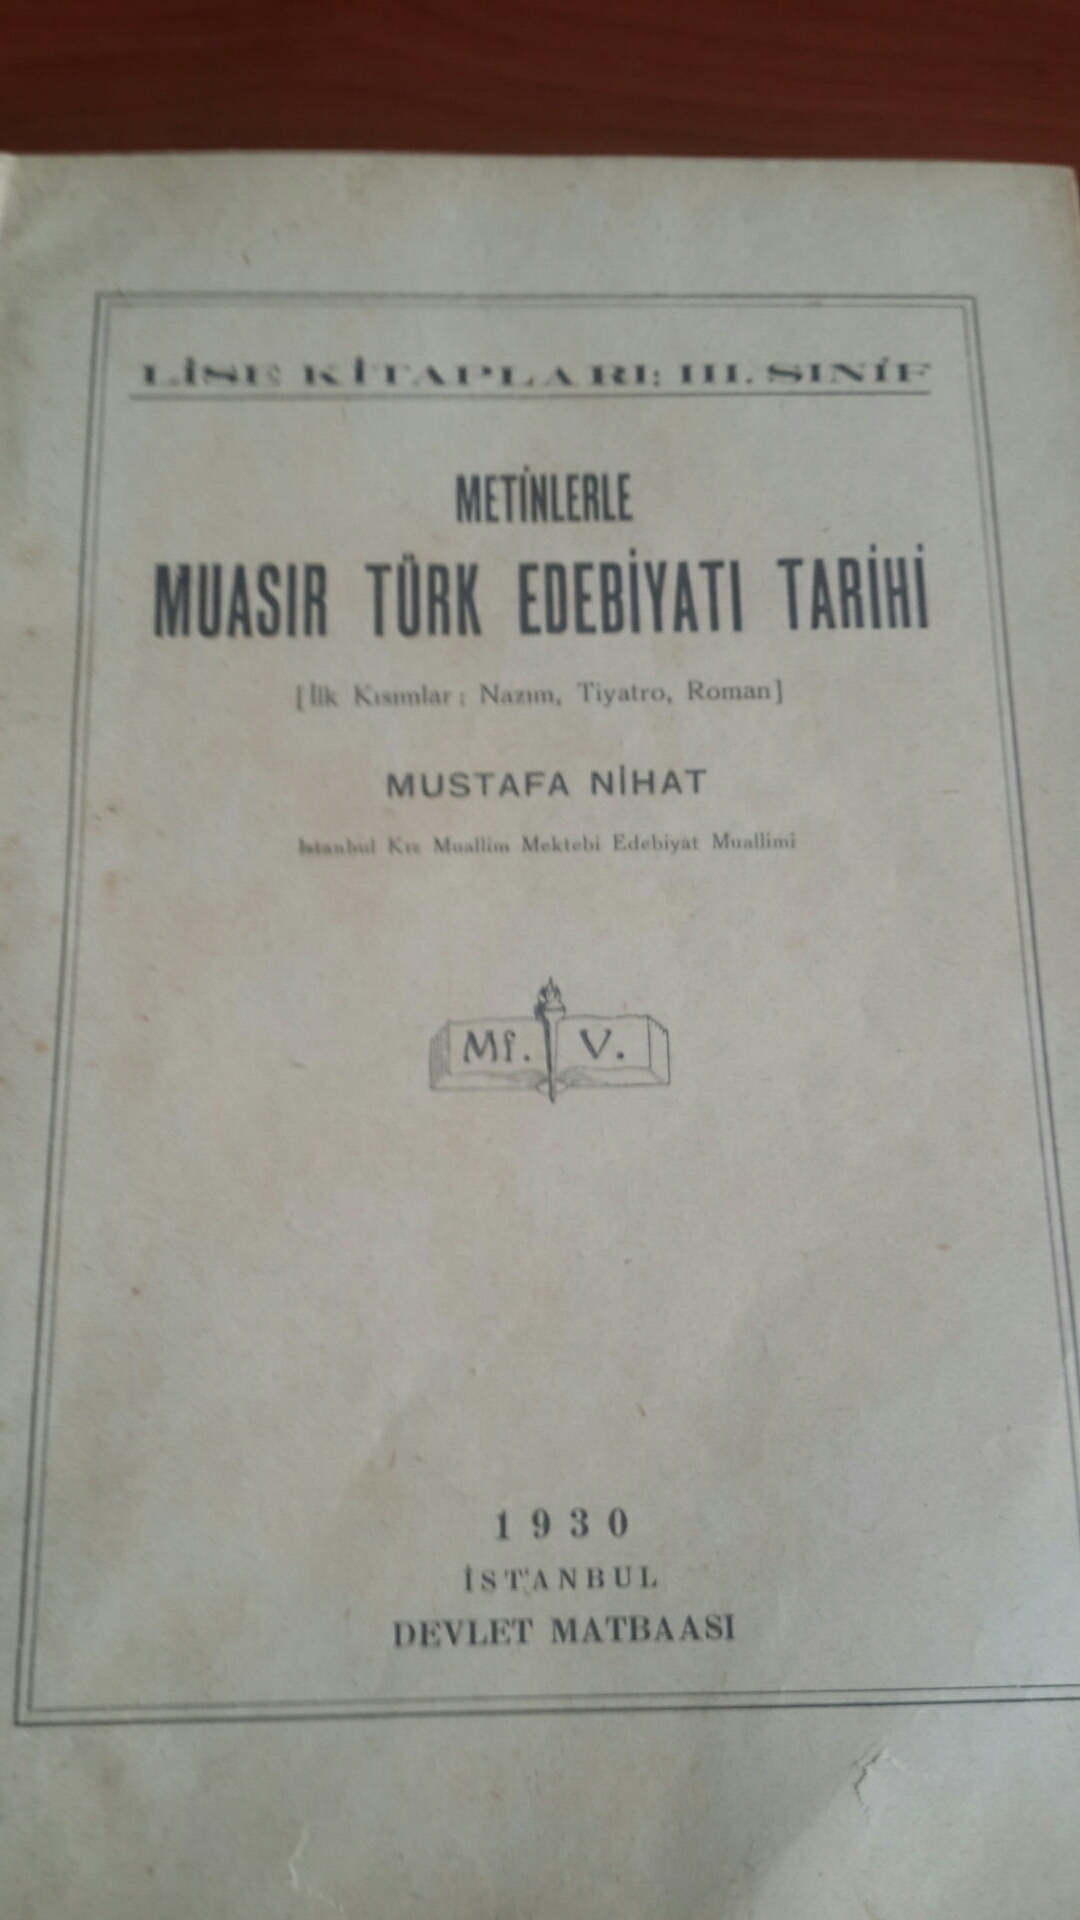 LİSE KİTAPLARI: III. SINIF
METİNLERLE
MUASIR TÜRK EDEBİYATI TARİHİ
[İlk Kısımlar: Nazım, Tiyatro, Roman]
MUSTAFA NİHAT
İstanbul Kız Muallim Mektebi Edebiyat Muallimi
Mf. V.
1930
İSTANBUL
DEVLET MATBAASI